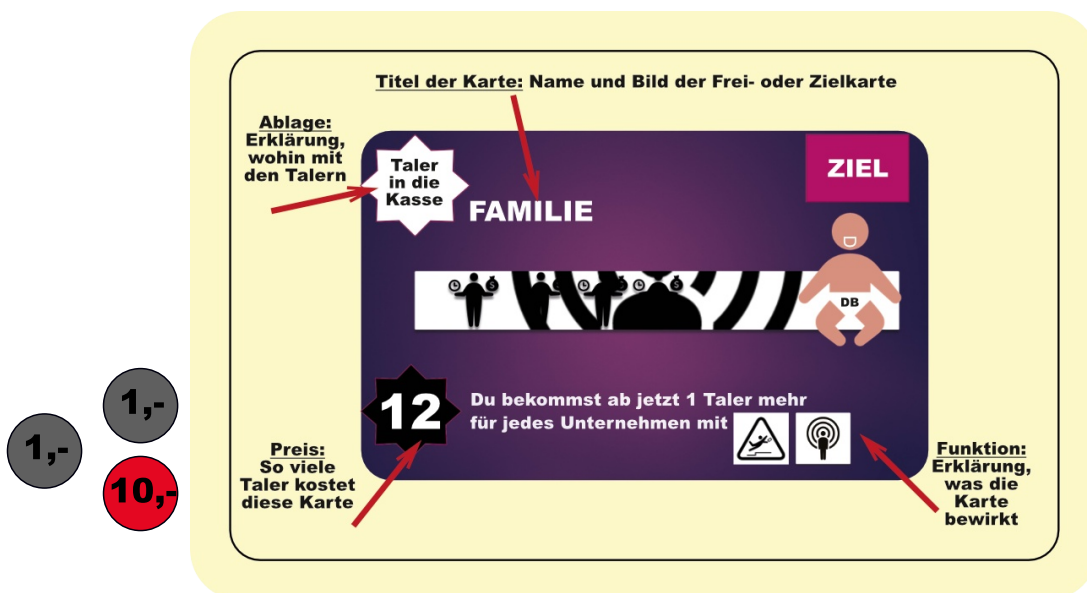 Titel der Karte: Name und Bild der Frei- oder Zielkarte
Ablage:
Erklärung,
wohin mit
den Talern
Taler
in die
Kasse
FAMILIE
ZIEL
DB
12
Du bekommst ab jetzt 1 Taler mehr
für jedes Unternehmen mit
1,-
1,-
10,-
Preis:
So viele
Taler kostet
diese Karte
Funktion:
Erklärung,
was die
Karte
bewirkt